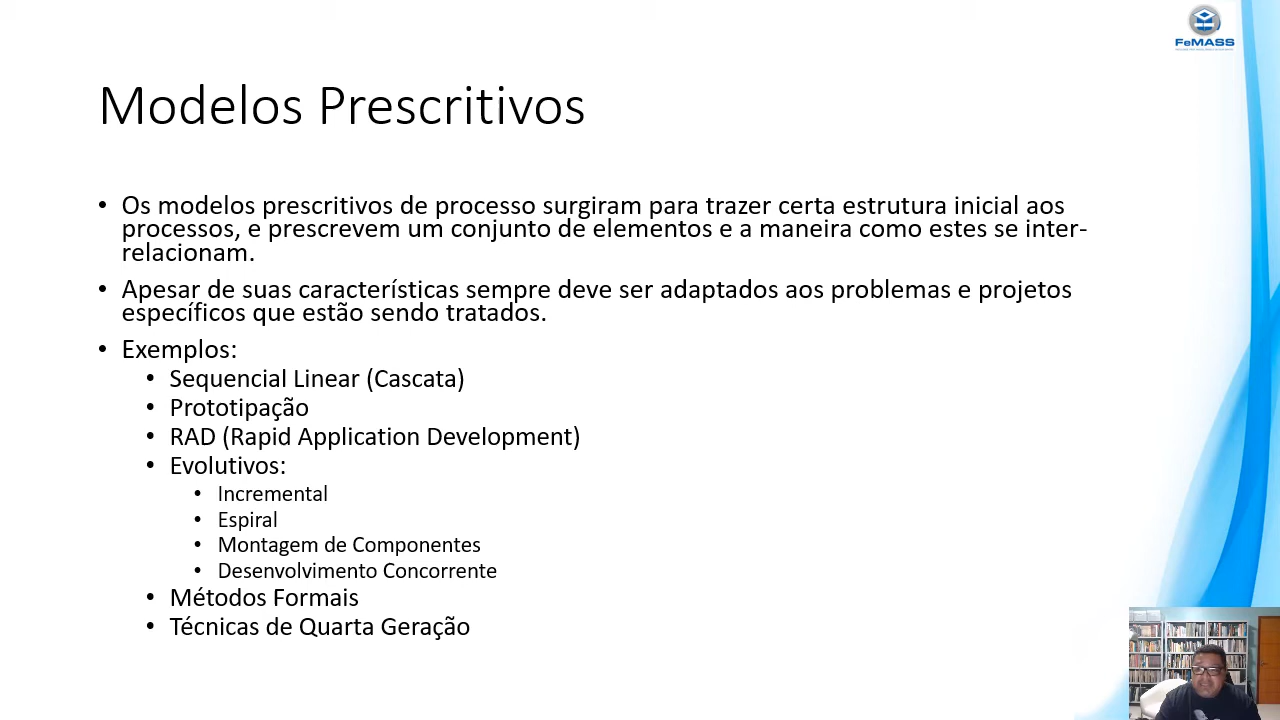 FeMASS
Modelos Prescritivos
• Os modelos prescritivos de processo surgiram para trazer certa estrutura inicial aos
processos, e prescrevem um conjunto de elementos e a maneira como estes se inter-
relacionam.
• Apesar de suas características sempre deve ser adaptados aos problemas e projetos
específicos que estão sendo tratados.
• Exemplos:
• Sequencial Linear (Cascata)
• Prototipação
• RAD (Rapid Application Development)
• Evolutivos:
• Incremental
• Espiral
• Montagem de Componentes
• Desenvolvimento Concorrente
• Métodos Formais
• Técnicas de Quarta Geração